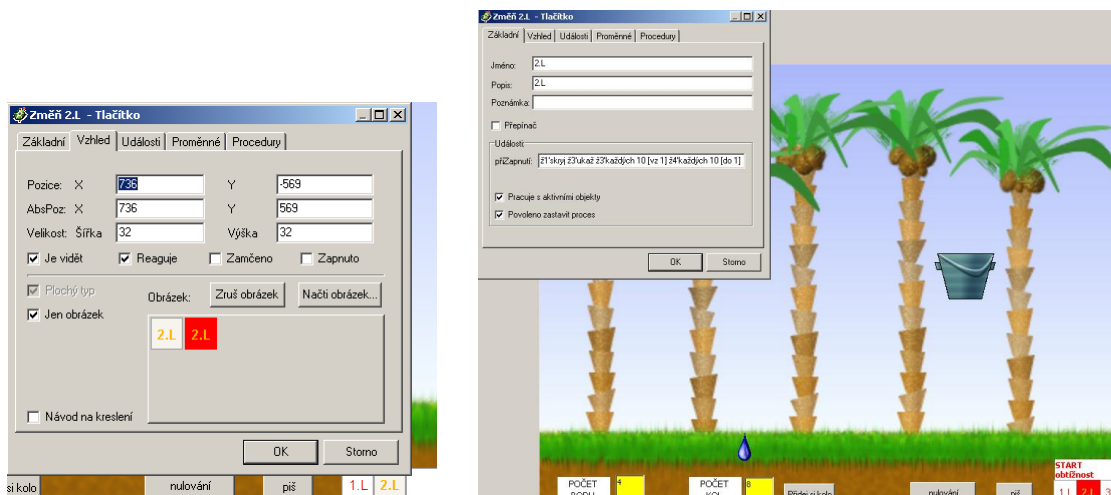 Změň 2.L - Tlačítko
Základní Vzhled Události Proměnné Procedury
Pozice: X 736 Y -569
AbsPoz: X 736 Y 569
Velikost: Šířka 32 Výška 32
Je vidět Reaguje Zamčeno Zapnuto
Plochý typ
Obrázek: Zruš obrázek Načti obrázek...
Jen obrázek
2.L 2.L
Návod na kreslení
OK Storno
si kolo nulování piš 1.L 2.L
Změň 2.L - Tlačítko
Základní Vzhled Události Proměnné Procedury
Jméno: 2.L
Popis: 2.L
Poznámka:
Přepínač
Události:
příZapnutí: ž1'skryj ž3'ukaž ž3'každých 10 [vz 1] ž4'každých 10 [do 1]
Pracuje s aktivními objekty
Povoleno zastavit proces
OK Storno
START
obtížnost
POČET 4 POČET 8 Přidej si kolo nulování piš 1.L 2.L 3
BODU KOL